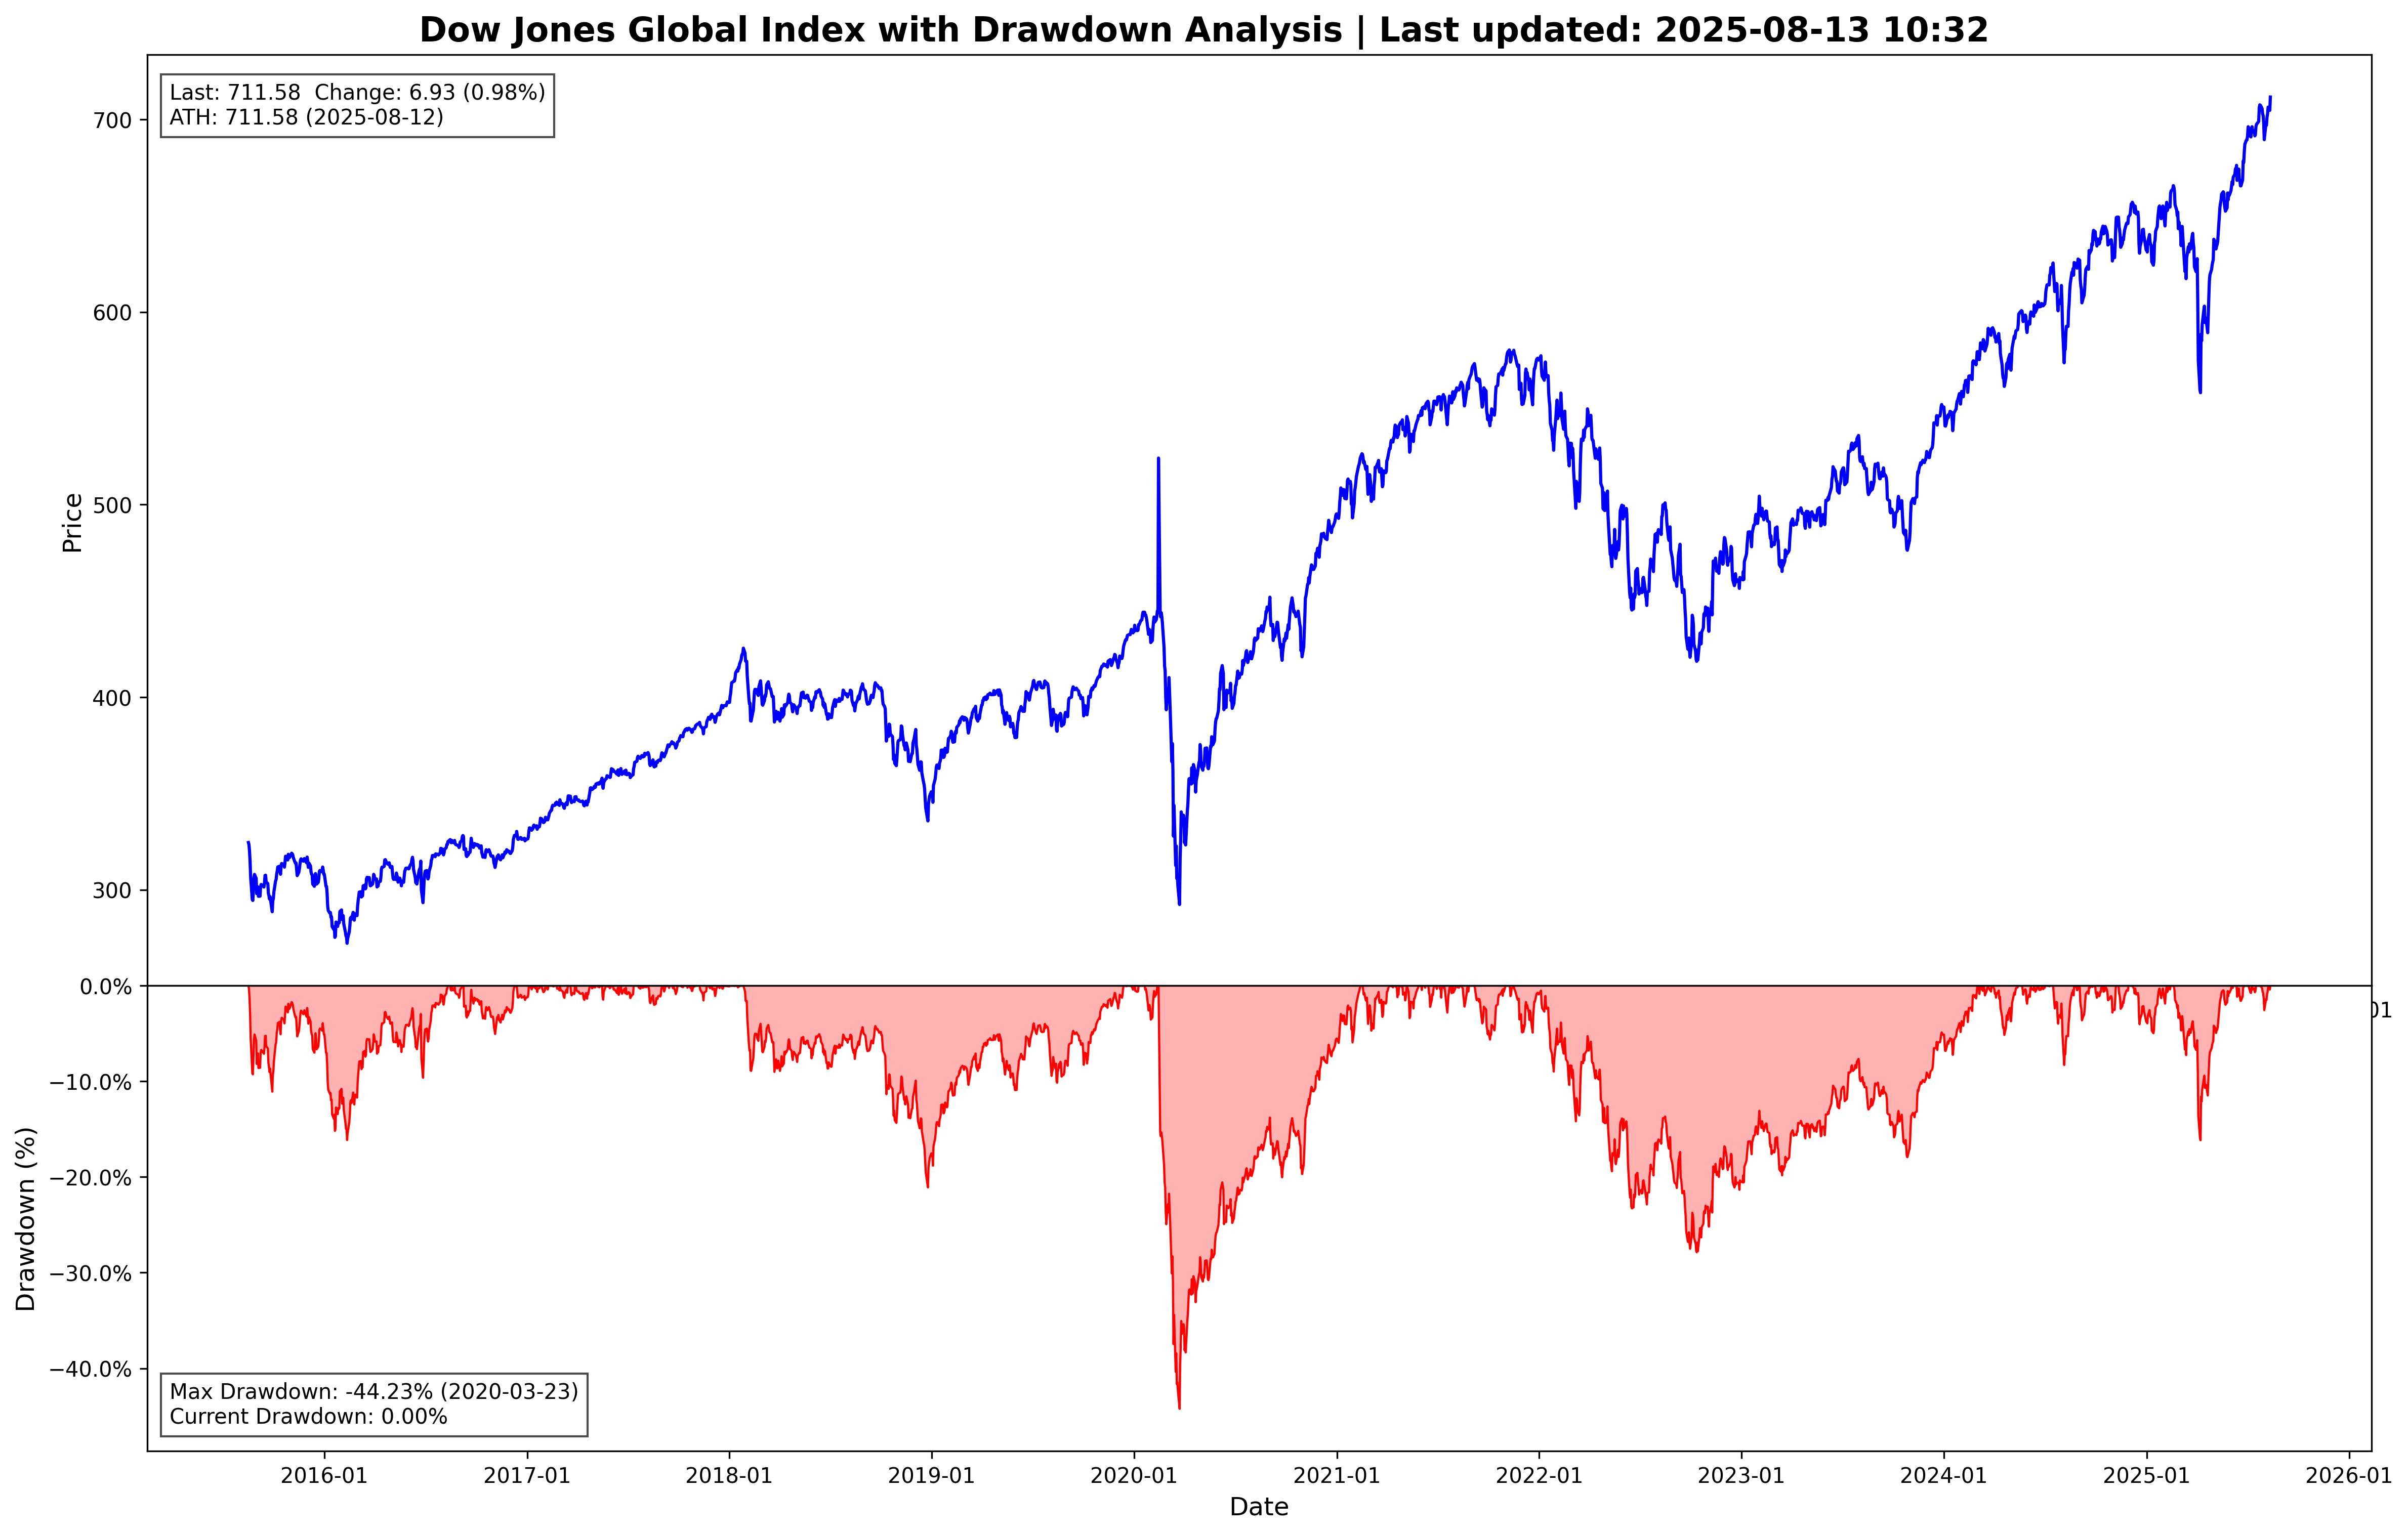 Dow Jones Global Index with Drawdown Analysis | Last updated: 2025-08-13 10:32
Last: 711.58  Change: 6.93 (0.98%)
ATH: 711.58 (2025-08-12)
700
600
500
400
300
Price
0.0%
−10.0%
−20.0%
−30.0%
−40.0%
Drawdown (%)
01
Max Drawdown: -44.23% (2020-03-23)
Current Drawdown: 0.00%
2016-01 2017-01 2018-01 2019-01 2020-01 2021-01 2022-01 2023-01 2024-01 2025-01 2026-01
Date